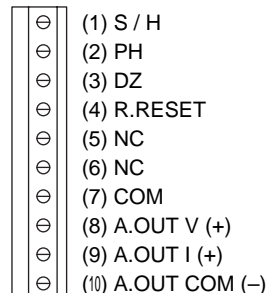 (1) S / H
(2) PH
(3) DZ
(4) R.RESET
(5) NC
(6) NC
(7) COM
(8) A.OUT V (+)
(9) A.OUT I (+)
(10) A.OUT COM (–)